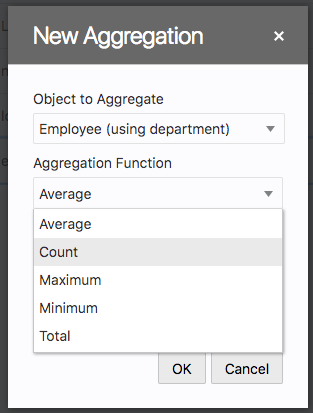 New Aggregation ×
Object to Aggregate
Employee (using department)
Aggregation Function
Average
Average
Count
Maximum
Minimum
Total
OK Cancel